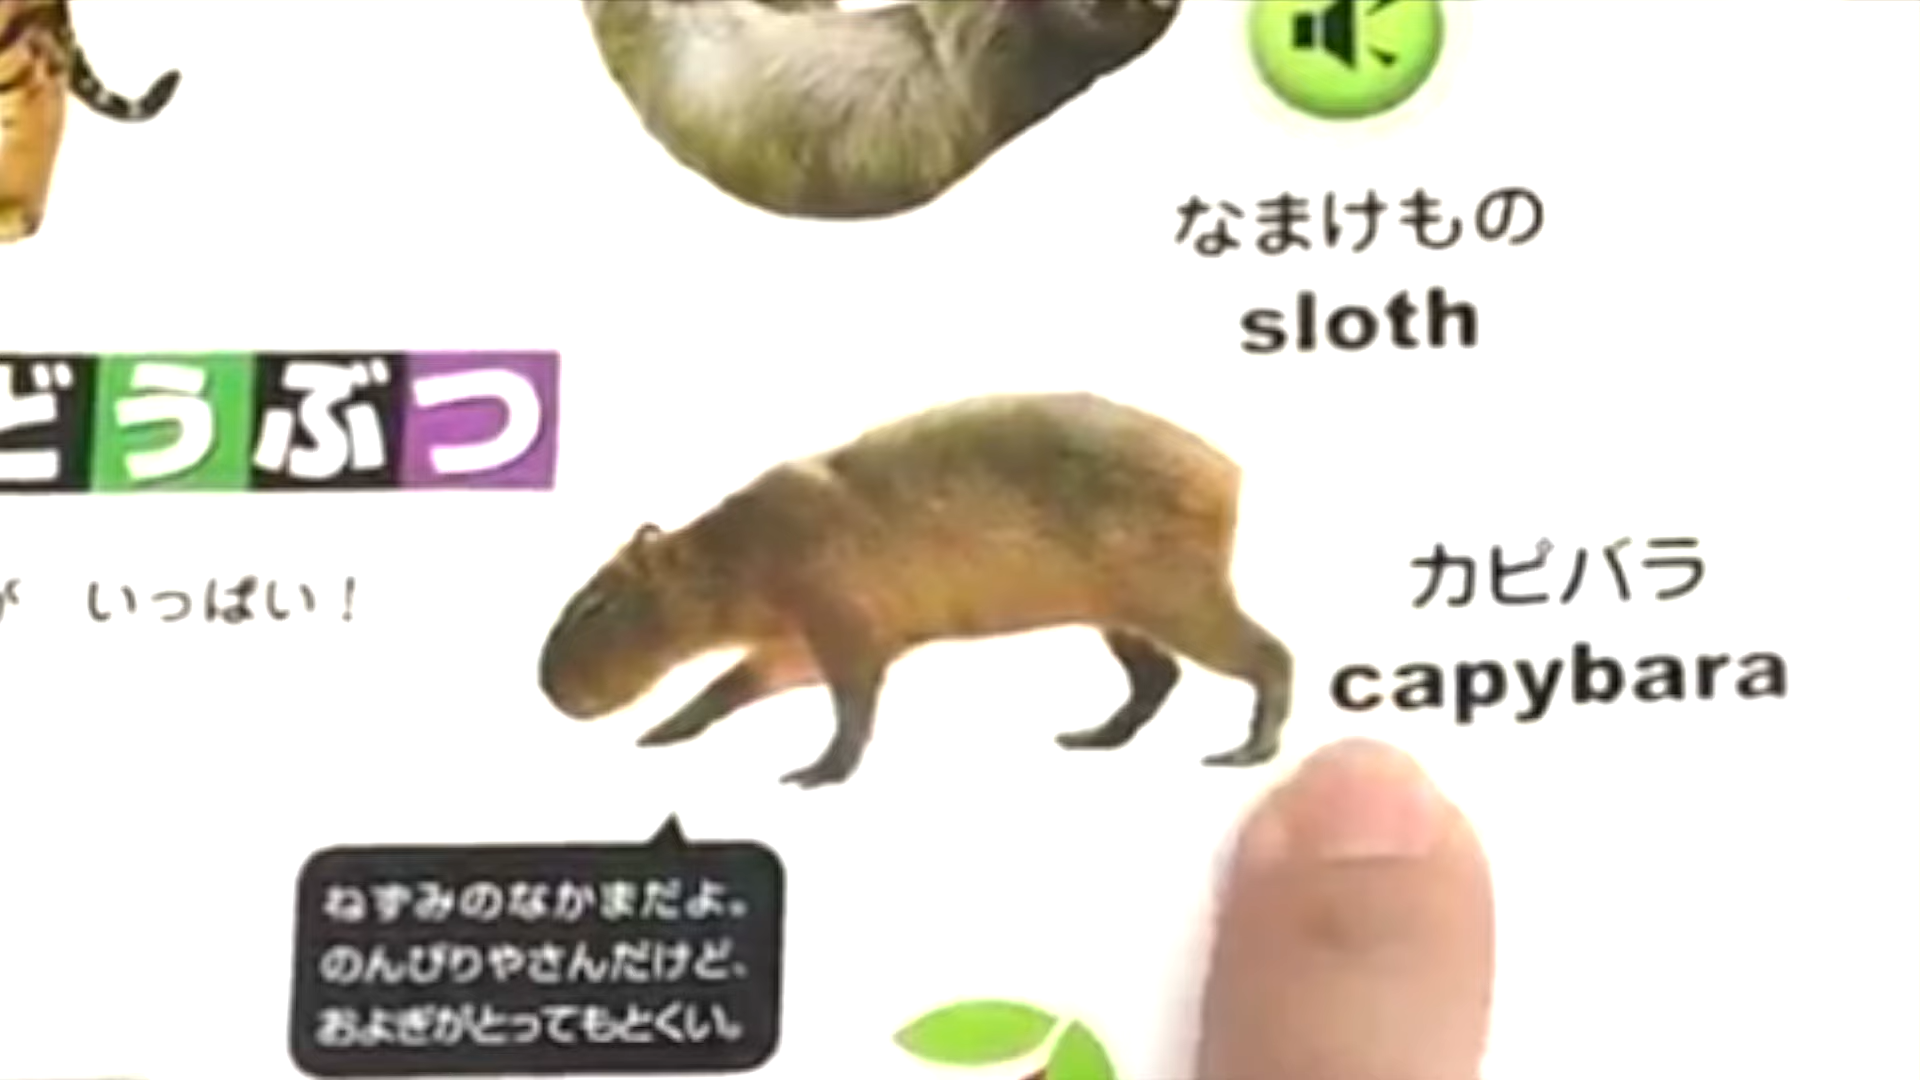 なまけもの
sloth
どうぶつ
いっぱい!
カピバラ
capybara
ねずみのなかまだよ。
のんびりやさんだけど、
およぎがとってもとくい。